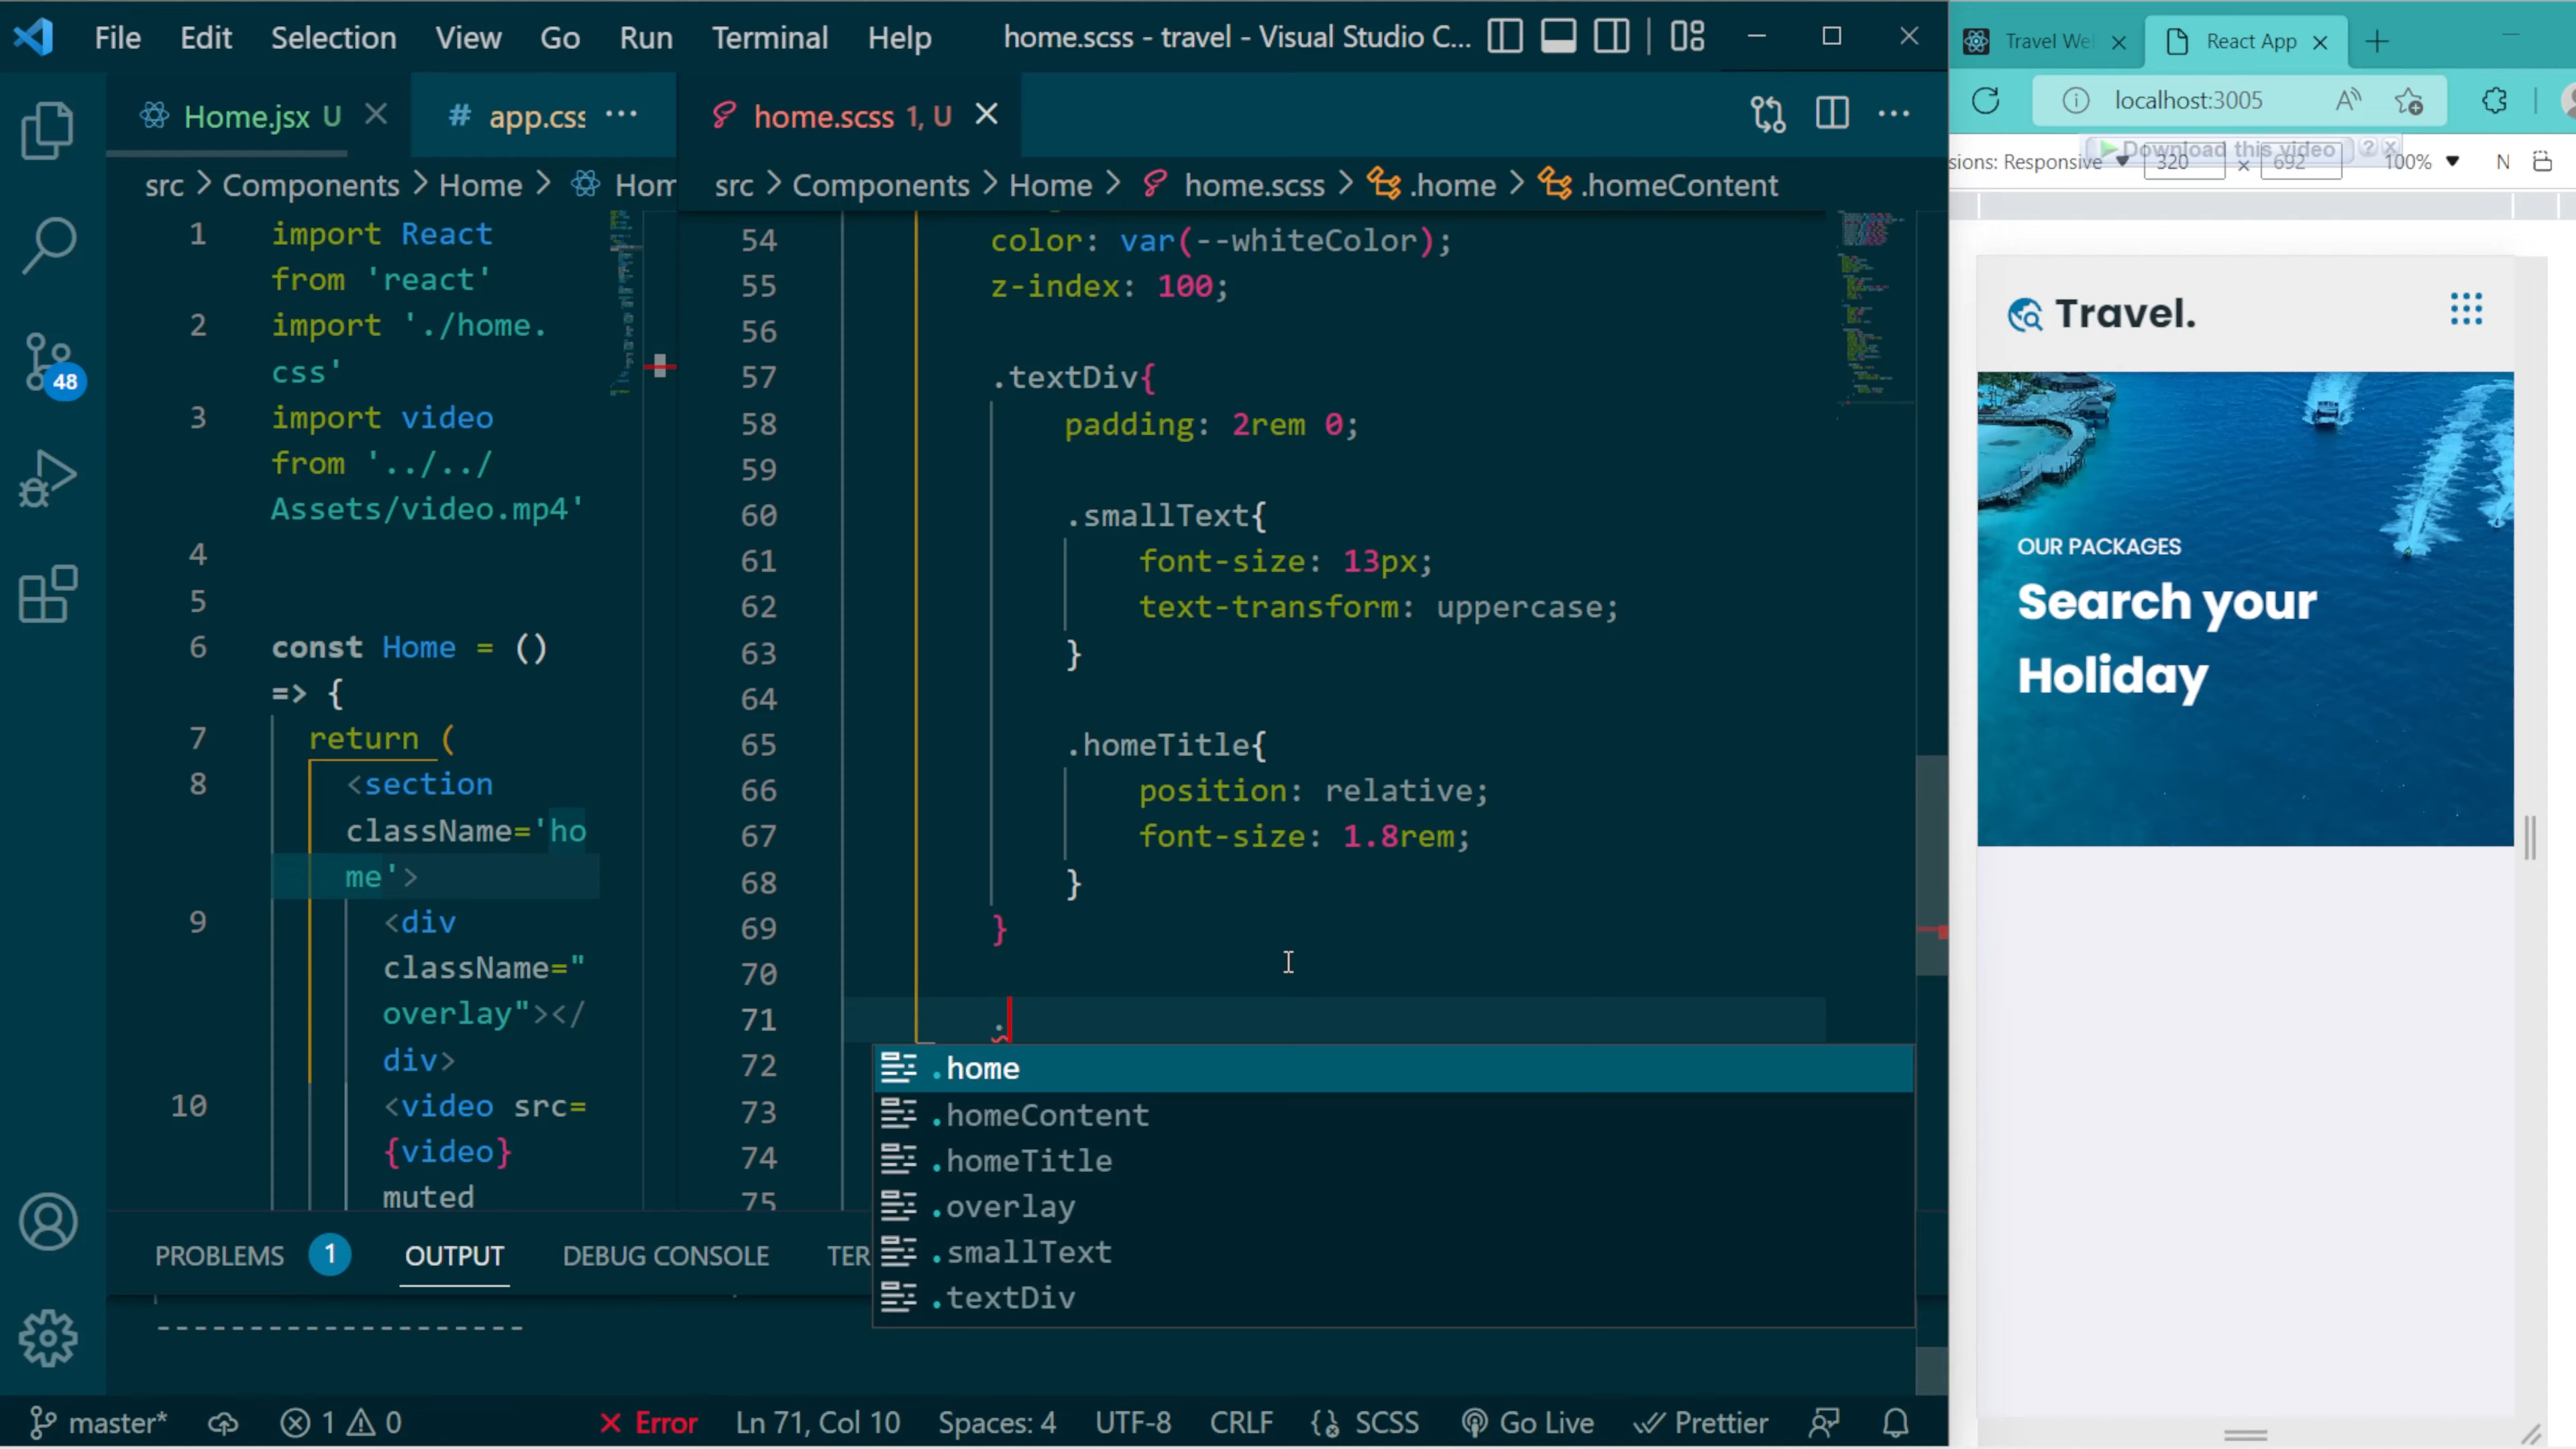 File Edit Selection View Go Run Terminal Help home.scss - travel - Visual Studio C...
Home.jsx U
# app.css ...
home.scss 1, U
src > Components > Home > Hom
src > Components > Home > home.scss > .home > .homeContent
48
1 import React
from 'react'
2 import './home.
css'
3 import video
from '../../
Assets/video.mp4'
4
5
6 const Home = ()
=> {
7 return (
8 <section
className='ho
me'>
9 <div
className="
overlay"></
div>
10 <video src=
{video}
muted
54 color: var(--whiteColor);
55 z-index: 100;
56
57 .textDiv{
58 padding: 2rem 0;
59
60 .smallText{
61 font-size: 13px;
62 text-transform: uppercase;
63 }
64
65 .homeTitle{
66 position: relative;
67 font-size: 1.8rem;
68 }
69 }
70
71 .
72
73
74
75
.home
.homeContent
.homeTitle
.overlay
.smallText
.textDiv
PROBLEMS 1 OUTPUT DEBUG CONSOLE TER
--------------------
master* 1 0 Error Ln 71, Col 10 Spaces: 4 UTF-8 CRLF SCSS Go Live Prettier
Travel We
React App
localhost:3005
Download this video ?
sions: Responsive 320 × 692 100% N
Travel.
OUR PACKAGES
Search your
Holiday